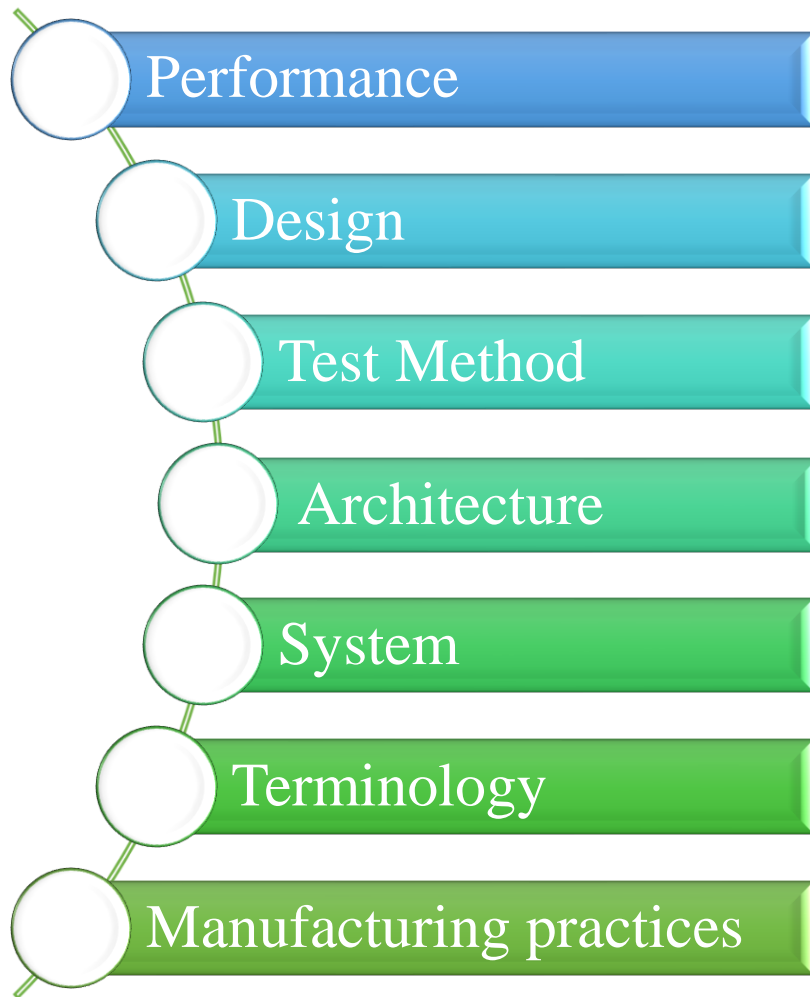 Performance
Design
Test Method
Architecture
System
Terminology
Manufacturing practices